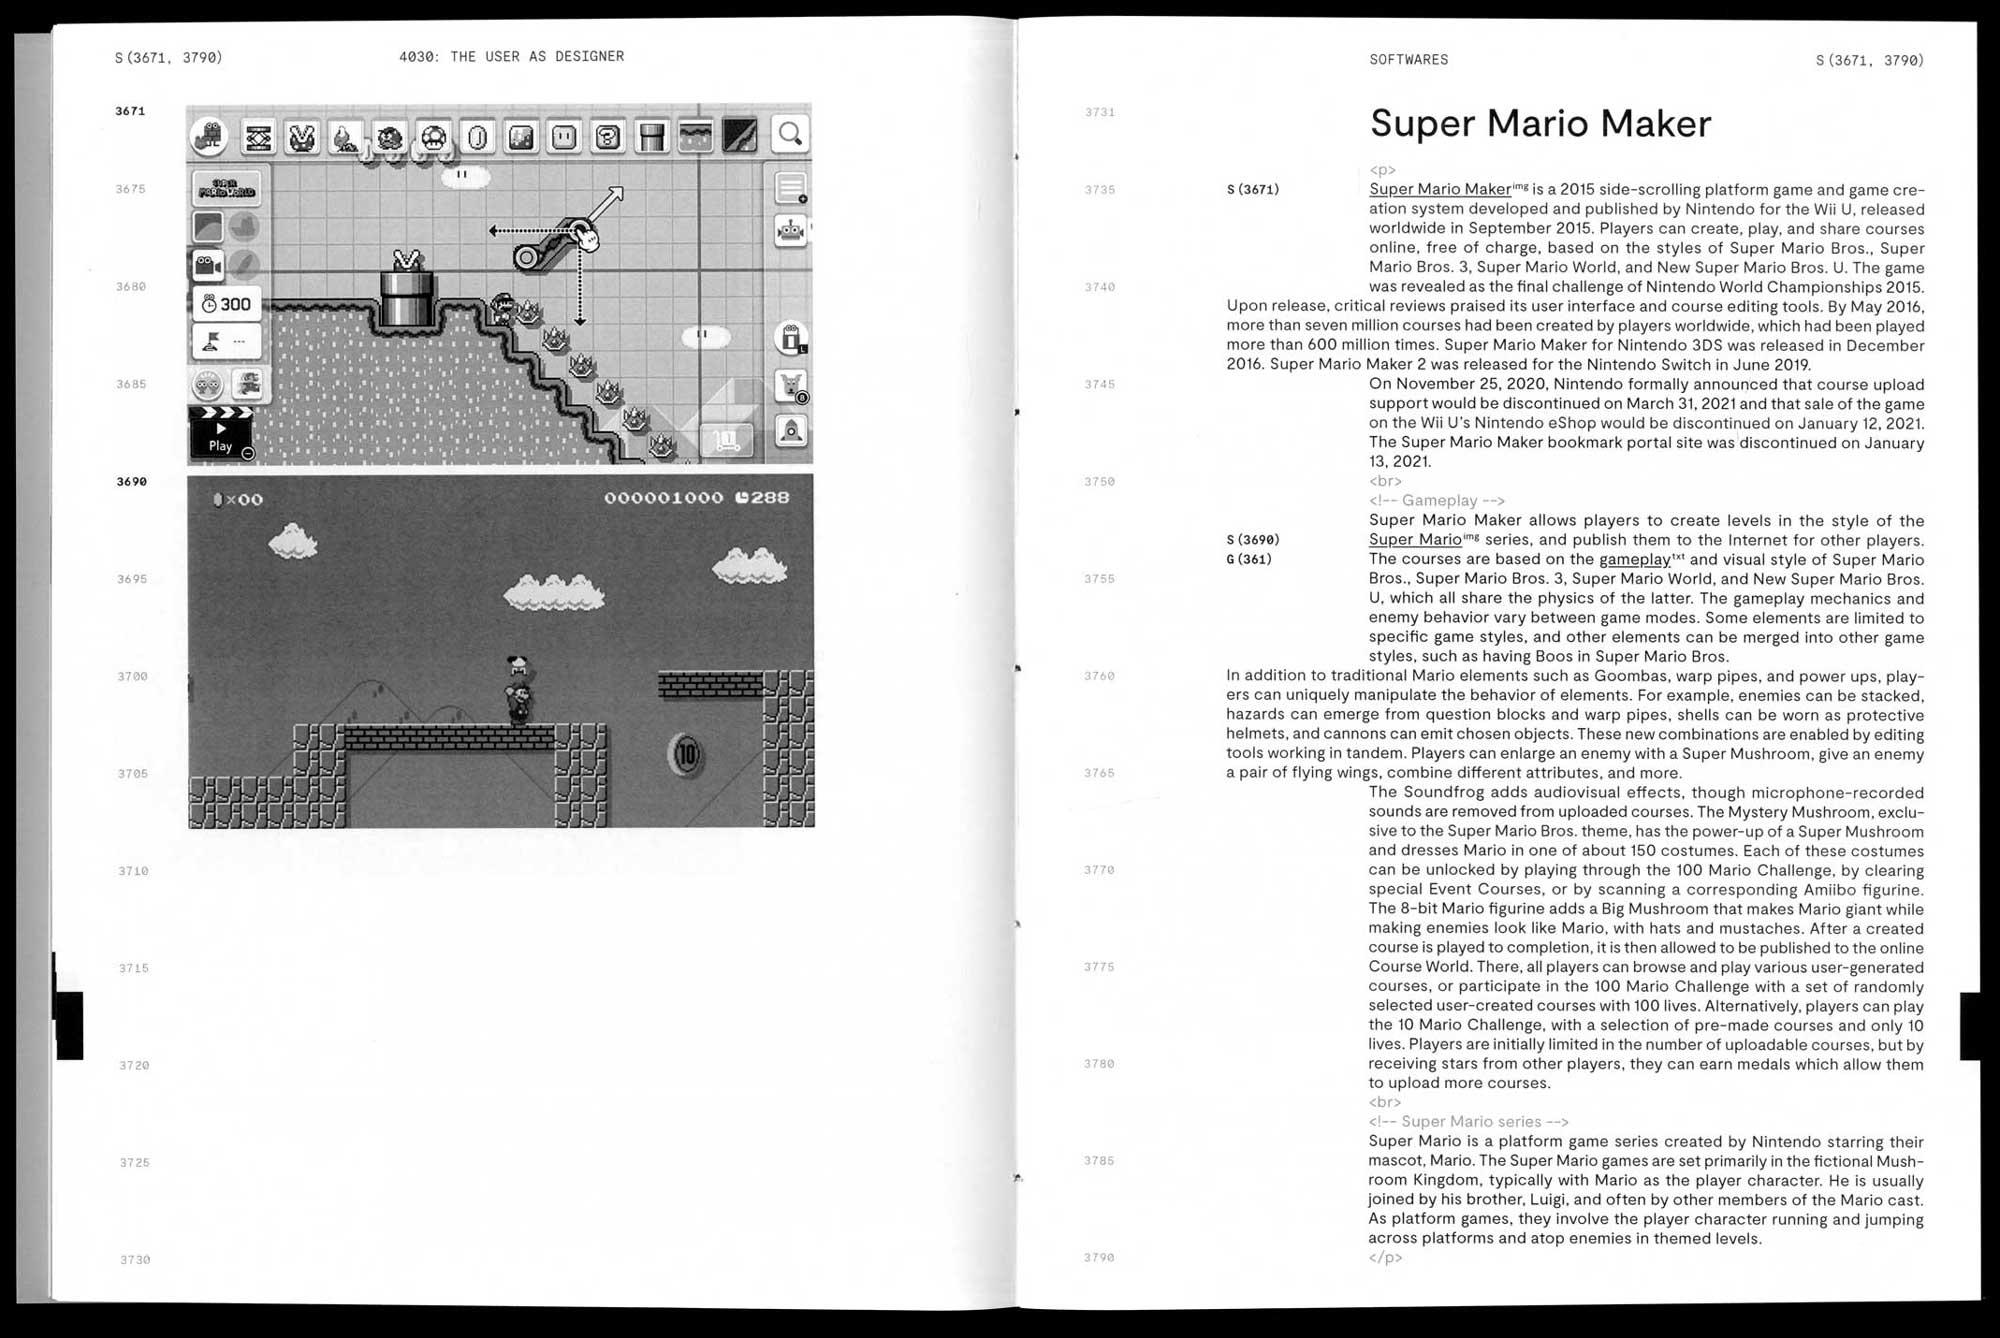 S(3671, 3790)
4030: THE USER AS DESIGNER
3671
3675
3680
3685
3690
3695
3700
3705
3710
3715
3720
3725
3730
SUPER
MARIO WORLD
300
...
Play
L
1
×00
000001000
288
10
SOFTWARES
S(3671, 3790)
3731
Super Mario Maker
<p>
3735
S(3671)
Super Mario Maker img is a 2015 side-scrolling platform game and game cre-
ation system developed and published by Nintendo for the Wii U, released
worldwide in September 2015. Players can create, play, and share courses
online, free of charge, based on the styles of Super Mario Bros., Super
Mario Bros. 3, Super Mario World, and New Super Mario Bros. U. The game
3740
was revealed as the final challenge of Nintendo World Championships 2015.
Upon release, critical reviews praised its user interface and course editing tools. By May 2016,
more than seven million courses had been created by players worldwide, which had been played
more than 600 million times. Super Mario Maker for Nintendo 3DS was released in December
2016. Super Mario Maker 2 was released for the Nintendo Switch in June 2019.
3745
On November 25, 2020, Nintendo formally announced that course upload
support would be discontinued on March 31, 2021 and that sale of the game
on the Wii U's Nintendo eShop would be discontinued on January 12, 2021.
The Super Mario Maker bookmark portal site was discontinued on January
13, 2021.
3750
<br>
<!-- Gameplay -->
Super Mario Maker allows players to create levels in the style of the
S(3690)
Super Mario img series, and publish them to the Internet for other players.
G(361)
The courses are based on the gameplay txt and visual style of Super Mario
3755
Bros., Super Mario Bros. 3, Super Mario World, and New Super Mario Bros.
U, which all share the physics of the latter. The gameplay mechanics and
enemy behavior vary between game modes. Some elements are limited to
specific game styles, and other elements can be merged into other game
styles, such as having Boos in Super Mario Bros.
3760
In addition to traditional Mario elements such as Goombas, warp pipes, and power ups, play-
ers can uniquely manipulate the behavior of elements. For example, enemies can be stacked,
hazards can emerge from question blocks and warp pipes, shells can be worn as protective
helmets, and cannons can emit chosen objects. These new combinations are enabled by editing
tools working in tandem. Players can enlarge an enemy with a Super Mushroom, give an enemy
3765
a pair of flying wings, combine different attributes, and more.
The Soundfrog adds audiovisual effects, though microphone-recorded
sounds are removed from uploaded courses. The Mystery Mushroom, exclu-
sive to the Super Mario Bros. theme, has the power-up of a Super Mushroom
and dresses Mario in one of about 150 costumes. Each of these costumes
3770
can be unlocked by playing through the 100 Mario Challenge, by clearing
special Event Courses, or by scanning a corresponding Amiibo figurine.
The 8-bit Mario figurine adds a Big Mushroom that makes Mario giant while
making enemies look like Mario, with hats and mustaches. After a created
course is played to completion, it is then allowed to be published to the online
3775
Course World. There, all players can browse and play various user-generated
courses, or participate in the 100 Mario Challenge with a set of randomly
selected user-created courses with 100 lives. Alternatively, players can play
the 10 Mario Challenge, with a selection of pre-made courses and only 10
lives. Players are initially limited in the number of uploadable courses, but by
3780
receiving stars from other players, they can earn medals which allow them
to upload more courses.
<br>
<!-- Super Mario series -->
Super Mario is a platform game series created by Nintendo starring their
3785
mascot, Mario. The Super Mario games are set primarily in the fictional Mush-
room Kingdom, typically with Mario as the player character. He is usually
joined by his brother, Luigi, and often by other members of the Mario cast.
As platform games, they involve the player character running and jumping
across platforms and atop enemies in themed levels.
3790
</p>